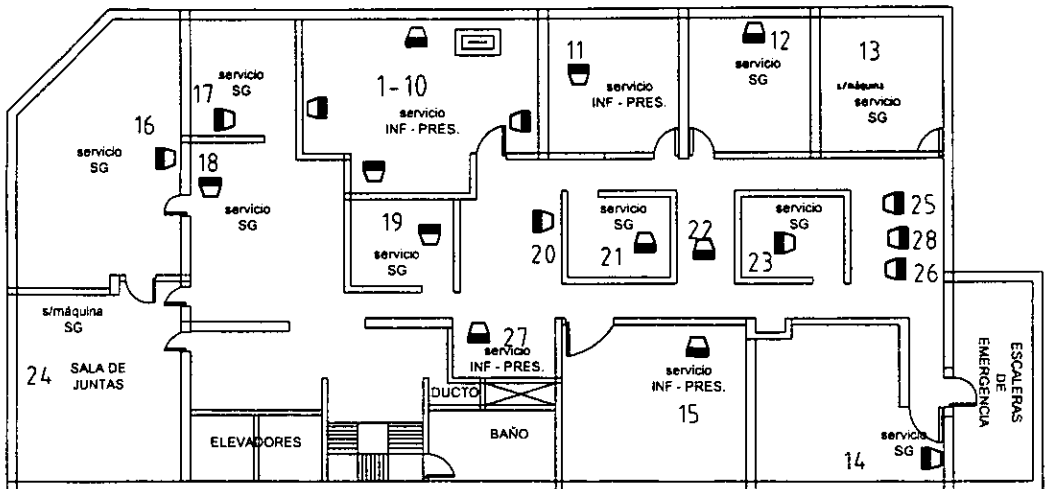 servicio
SG
17
16
servicio
SG
18
servicio
SG
1-10
servicio
INF - PRES.
11
servicio
INF - PRES.
12
servicio
SG
13
s/máquina
servicio
SG
19
servicio
SG
20
servicio
SG
21
22
servicio
SG
23
25
28
26
s/máquina
SG
24
SALA DE
JUNTAS
27
servicio
INF - PRES.
DUCTO
ELEVADORES
BAÑO
servicio
INF - PRES.
15
servicio
SG
14
ESCALERAS
DE
EMERGENCIA